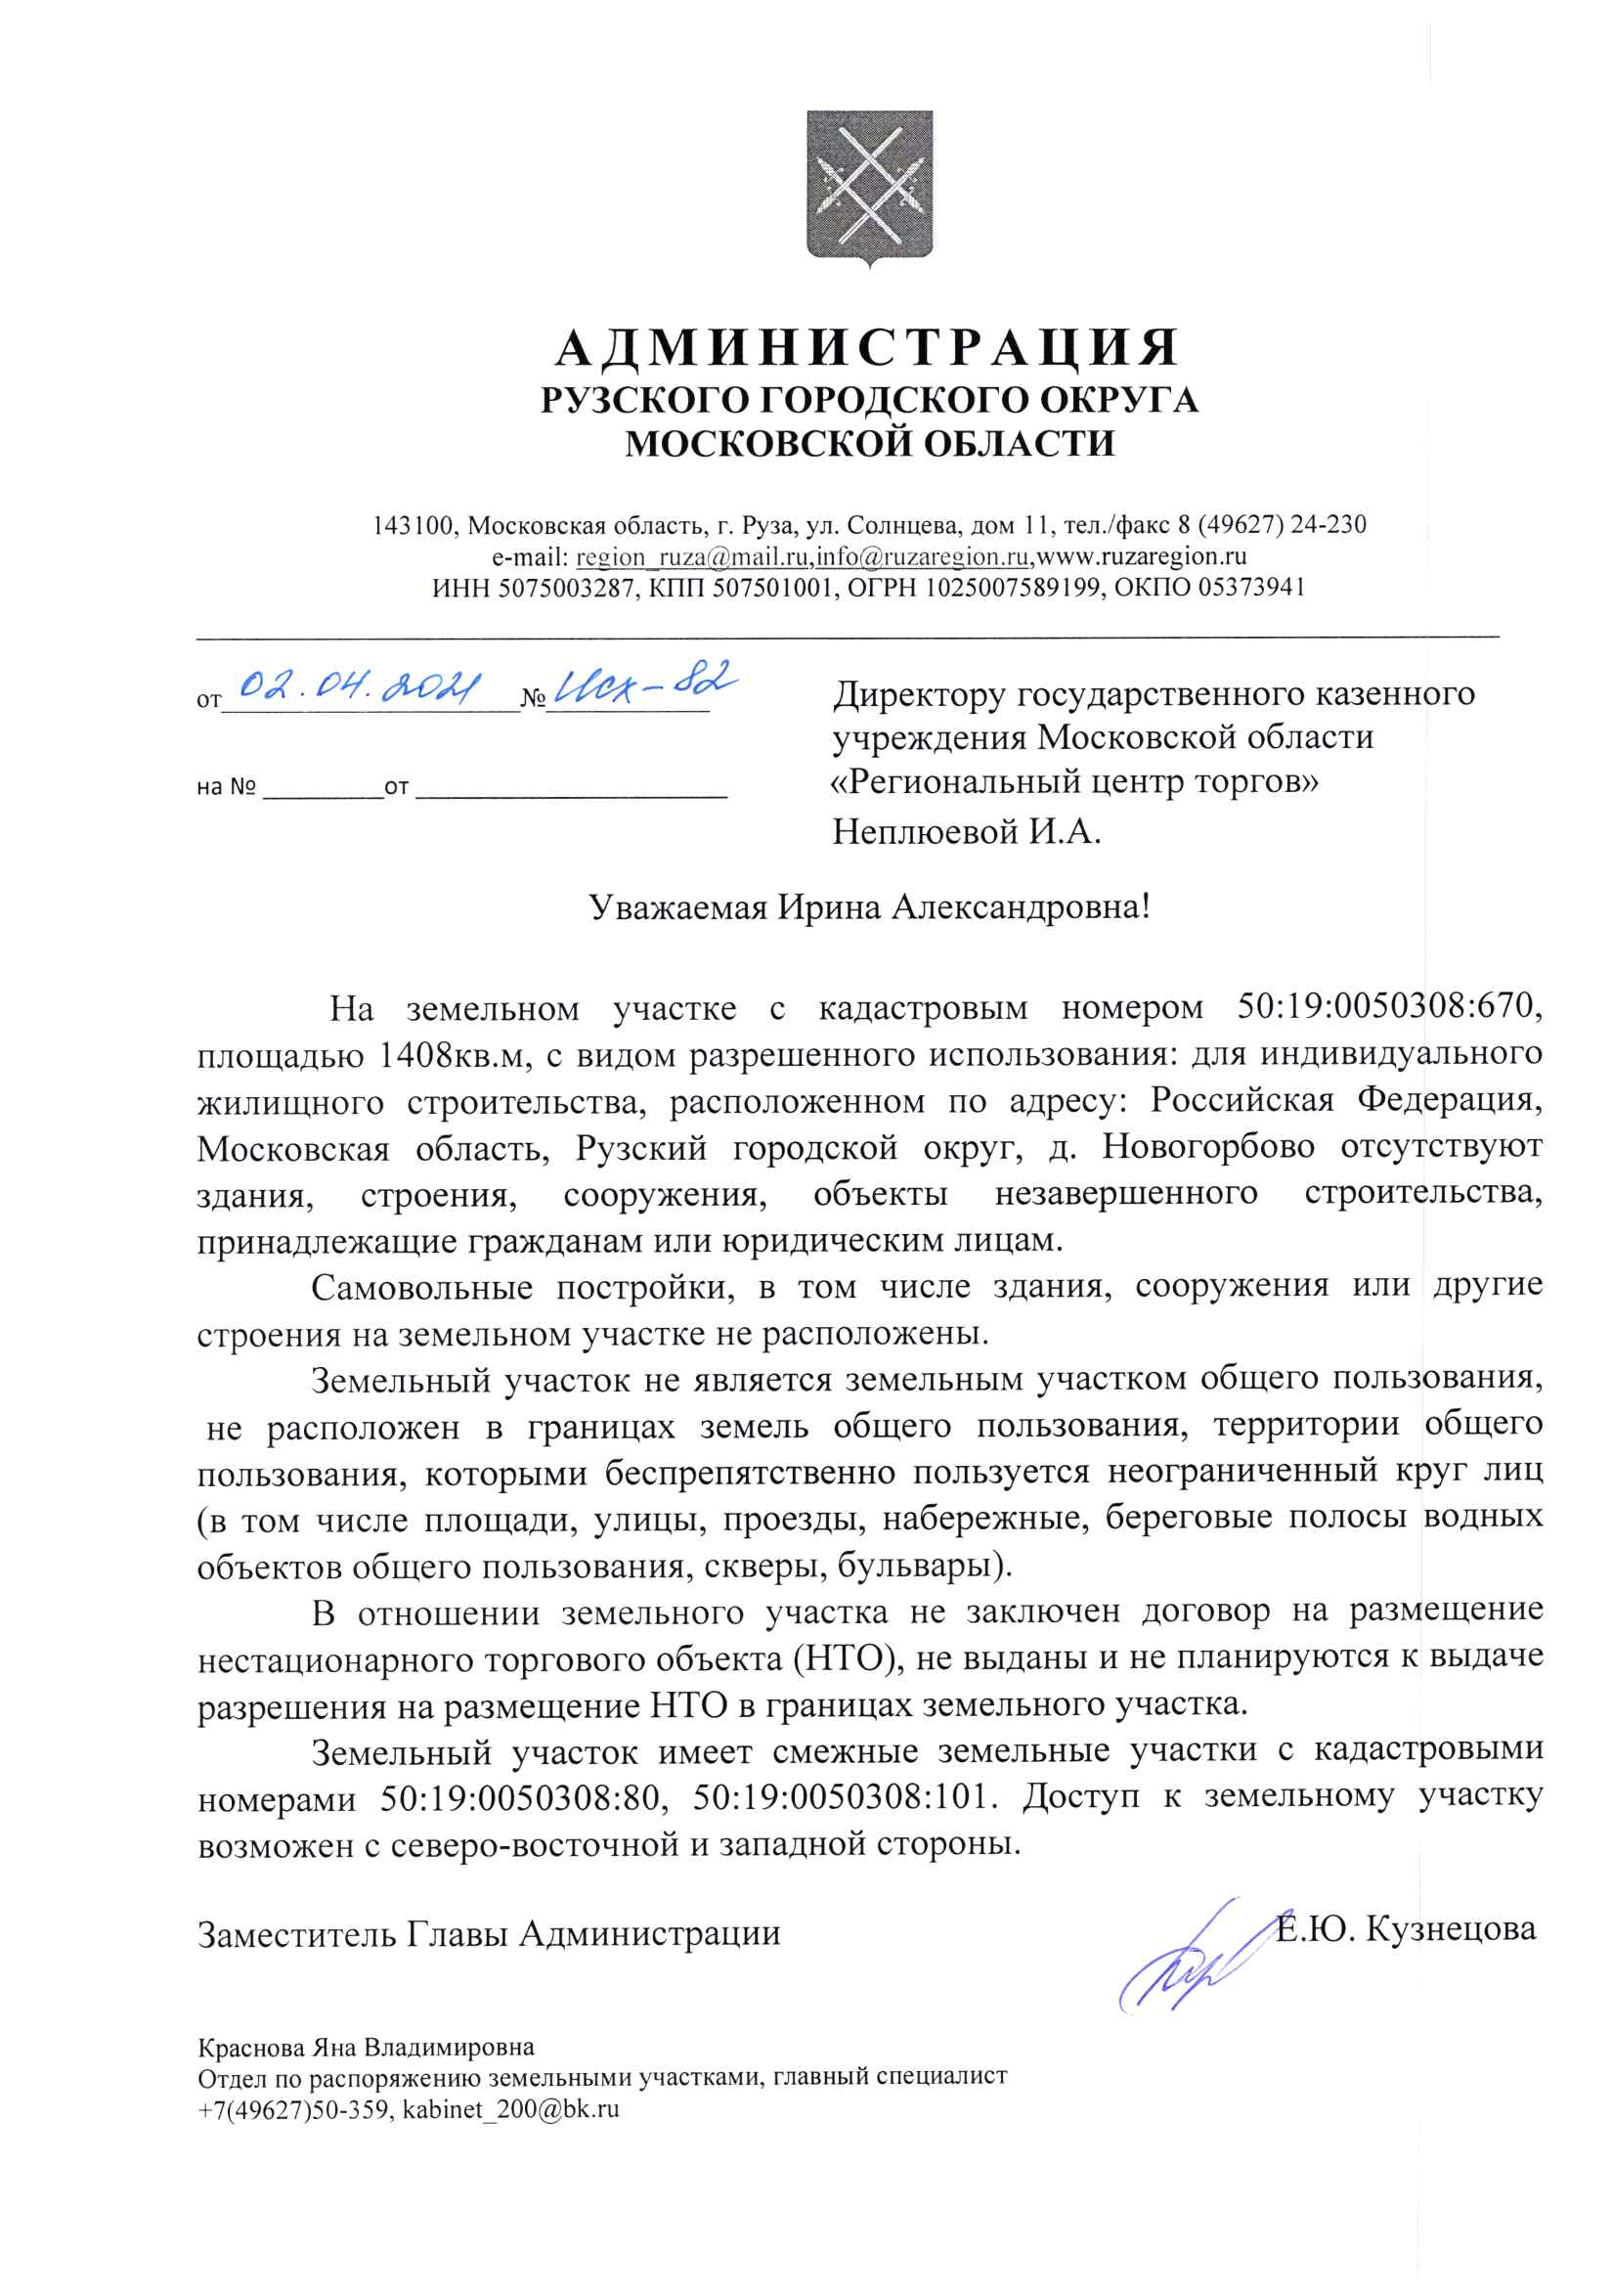 АДМИНИСТРАЦИЯ
РУЗСКОГО ГОРОДСКОГО ОКРУГА
МОСКОВСКОЙ ОБЛАСТИ
143100, Московская область, г. Руза, ул. Солнцева, дом 11, тел./факс 8 (49627) 24-230
e-mail: region_ruza@mail.ru,info@ruzaregion.ru,www.ruzaregion.ru
ИНН 5075003287, КПП 507501001, ОГРН 1025007589199, ОКПО 05373941
от 02.04.2021 № Исх-82
на № _________от _______________________
Директору государственного казенного
учреждения Московской области
«Региональный центр торгов»
Неплюевой И.А.
Уважаемая Ирина Александровна!
На земельном участке с кадастровым номером 50:19:0050308:670,
площадью 1408кв.м, с видом разрешенного использования: для индивидуального
жилищного строительства, расположенном по адресу: Российская Федерация,
Московская область, Рузский городской округ, д. Новогорбово отсутствуют
здания, строения, сооружения, объекты незавершенного строительства,
принадлежащие гражданам или юридическим лицам.
Самовольные постройки, в том числе здания, сооружения или другие
строения на земельном участке не расположены.
Земельный участок не является земельным участком общего пользования,
не расположен в границах земель общего пользования, территории общего
пользования, которыми беспрепятственно пользуется неограниченный круг лиц
(в том числе площади, улицы, проезды, набережные, береговые полосы водных
объектов общего пользования, скверы, бульвары).
В отношении земельного участка не заключен договор на размещение
нестационарного торгового объекта (НТО), не выданы и не планируются к выдаче
разрешения на размещение НТО в границах земельного участка.
Земельный участок имеет смежные земельные участки с кадастровыми
номерами 50:19:0050308:80, 50:19:0050308:101. Доступ к земельному участку
возможен с северо-восточной и западной стороны.
Заместитель Главы Администрации Е.Ю. Кузнецова
Краснова Яна Владимировна
Отдел по распоряжению земельными участками, главный специалист
+7(49627)50-359, kabinet_200@bk.ru